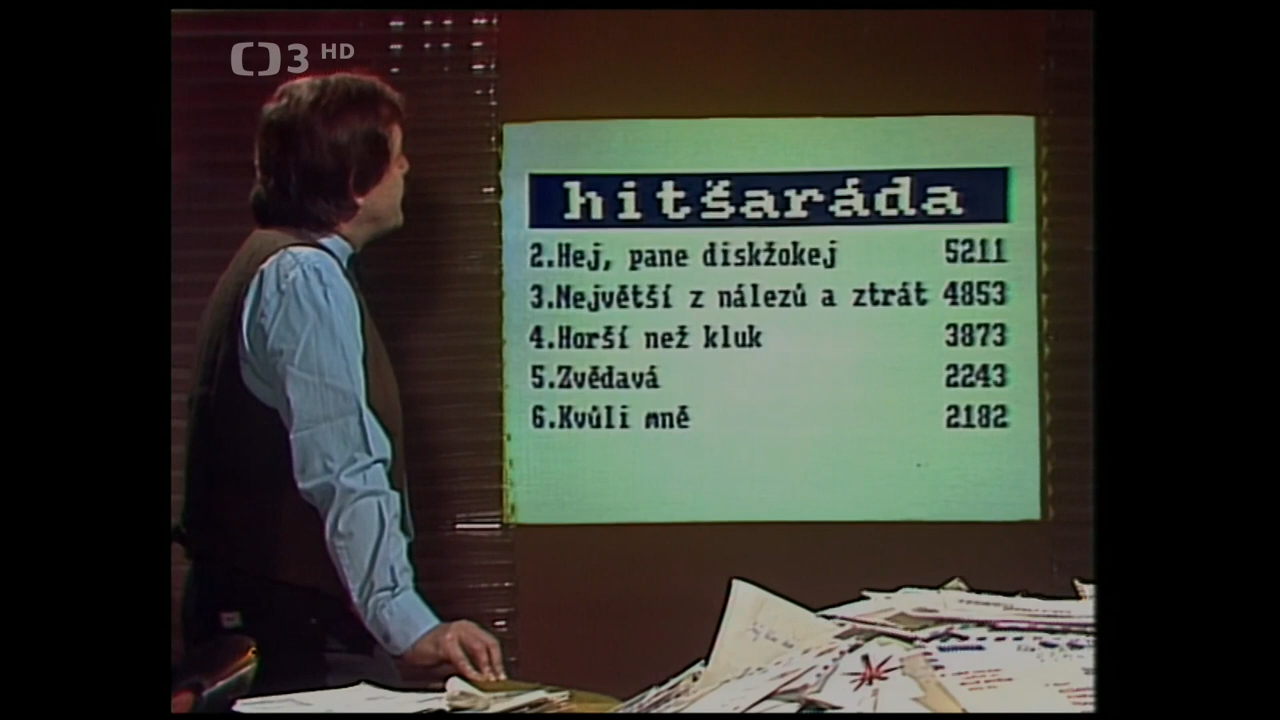 3 HD
hitšaráda
2.Hej, pane diskžokej 5211
3.Největší z nálezů a ztrát 4853
4.Horší než kluk 3873
5.Zvědavá 2243
6.Kvůli mně 2182